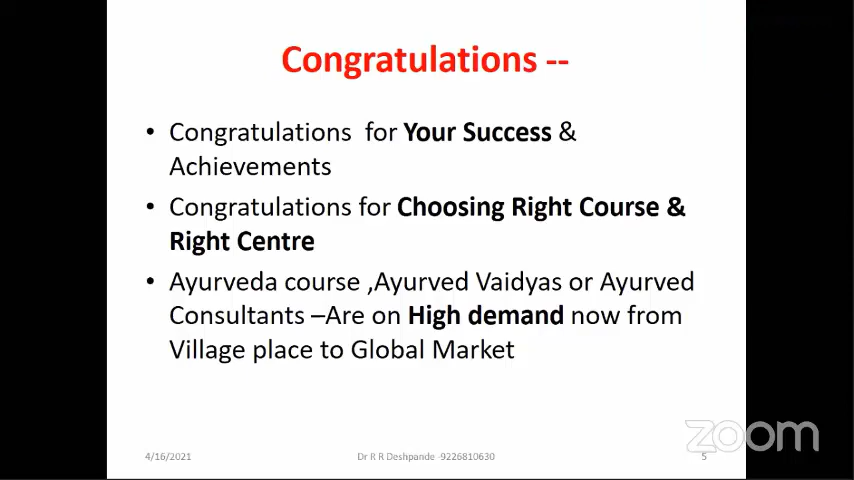 Congratulations --
• Congratulations for Your Success &
Achievements
• Congratulations for Choosing Right Course &
Right Centre
• Ayurveda course ,Ayurved Vaidyas or Ayurved
Consultants –Are on High demand now from
Village place to Global Market
zoom
4/16/2021 Dr R R Deshpande -9226810630 5